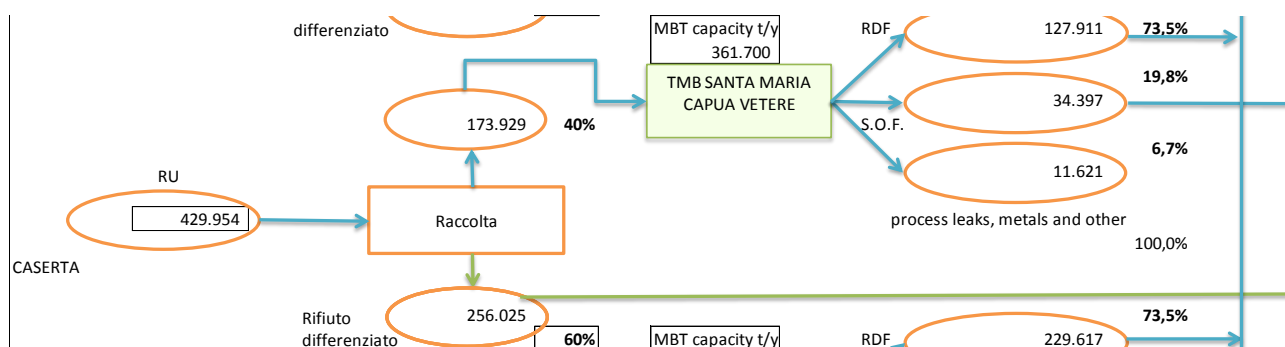 differenziato
MBT capacity t/y
361.700
RDF
127.911
73,5%
TMB SANTA MARIA
CAPUA VETERE
19,8%
34.397
S.O.F.
173.929
40%
6,7%
11.621
RU
429.954
Raccolta
process leaks, metals and other
100,0%
CASERTA
Rifiuto
differenziato
256.025
60%
MBT capacity t/y
RDF
229.617
73,5%